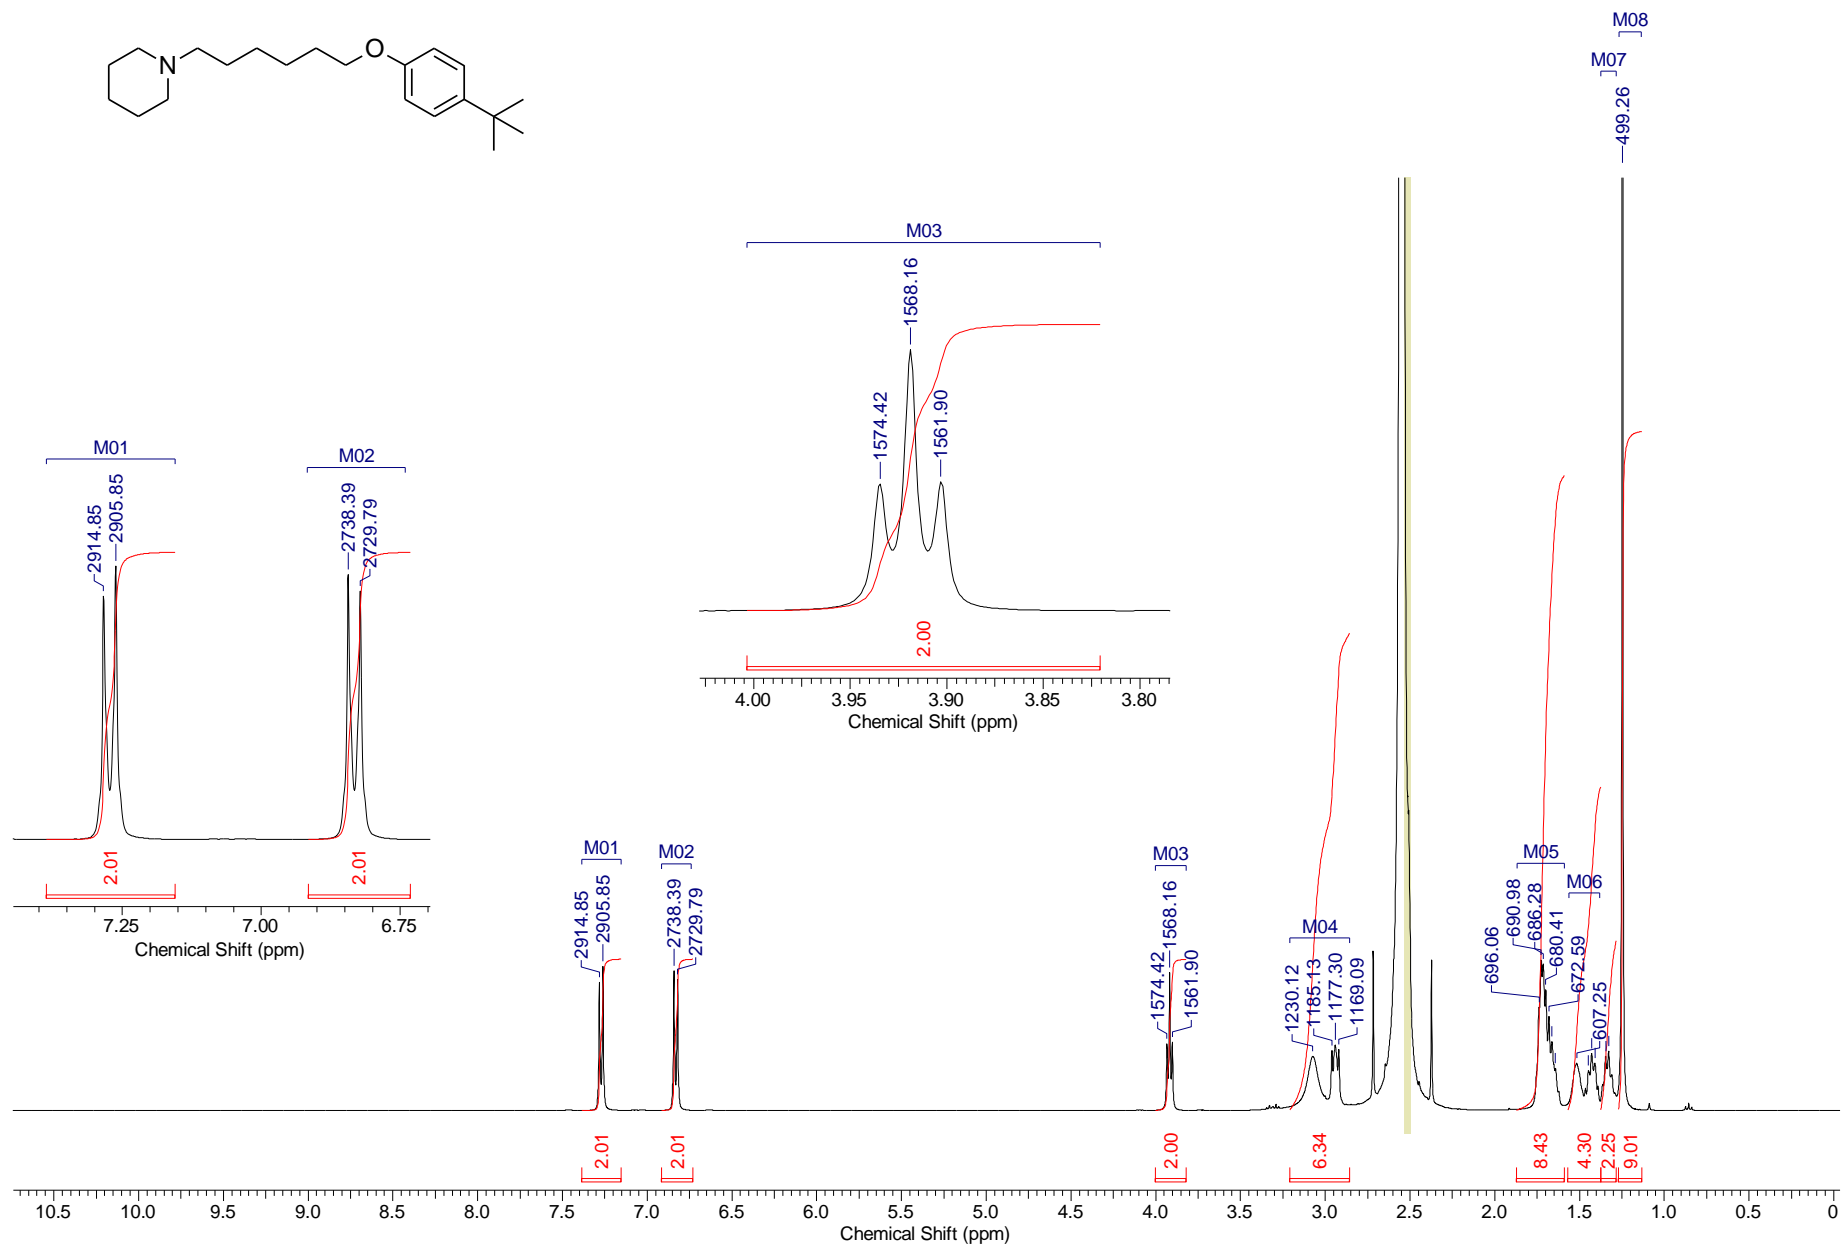 M08
M07
499.26
N
O
M03
1574.42
1568.16
1561.90
2.00
4.00 3.95 3.90 3.85 3.80
Chemical Shift (ppm)
M01
M02
2914.85
2905.85
2738.39
2729.79
2.01
2.01
7.25 7.00 6.75
Chemical Shift (ppm)
M01
M02
M03
M04
M05
M06
2914.85
2905.85
2738.39
2729.79
1574.42
1568.16
1561.90
1230.12
1185.13
1177.30
1169.09
696.06
690.98
686.28
680.41
672.59
607.25
2.01
2.01
2.00
6.34
8.43
4.30
2.25
9.01
10.5 10.0 9.5 9.0 8.5 8.0 7.5 7.0 6.5 6.0 5.5 5.0 4.5 4.0 3.5 3.0 2.5 2.0 1.5 1.0 0.5 0
Chemical Shift (ppm)